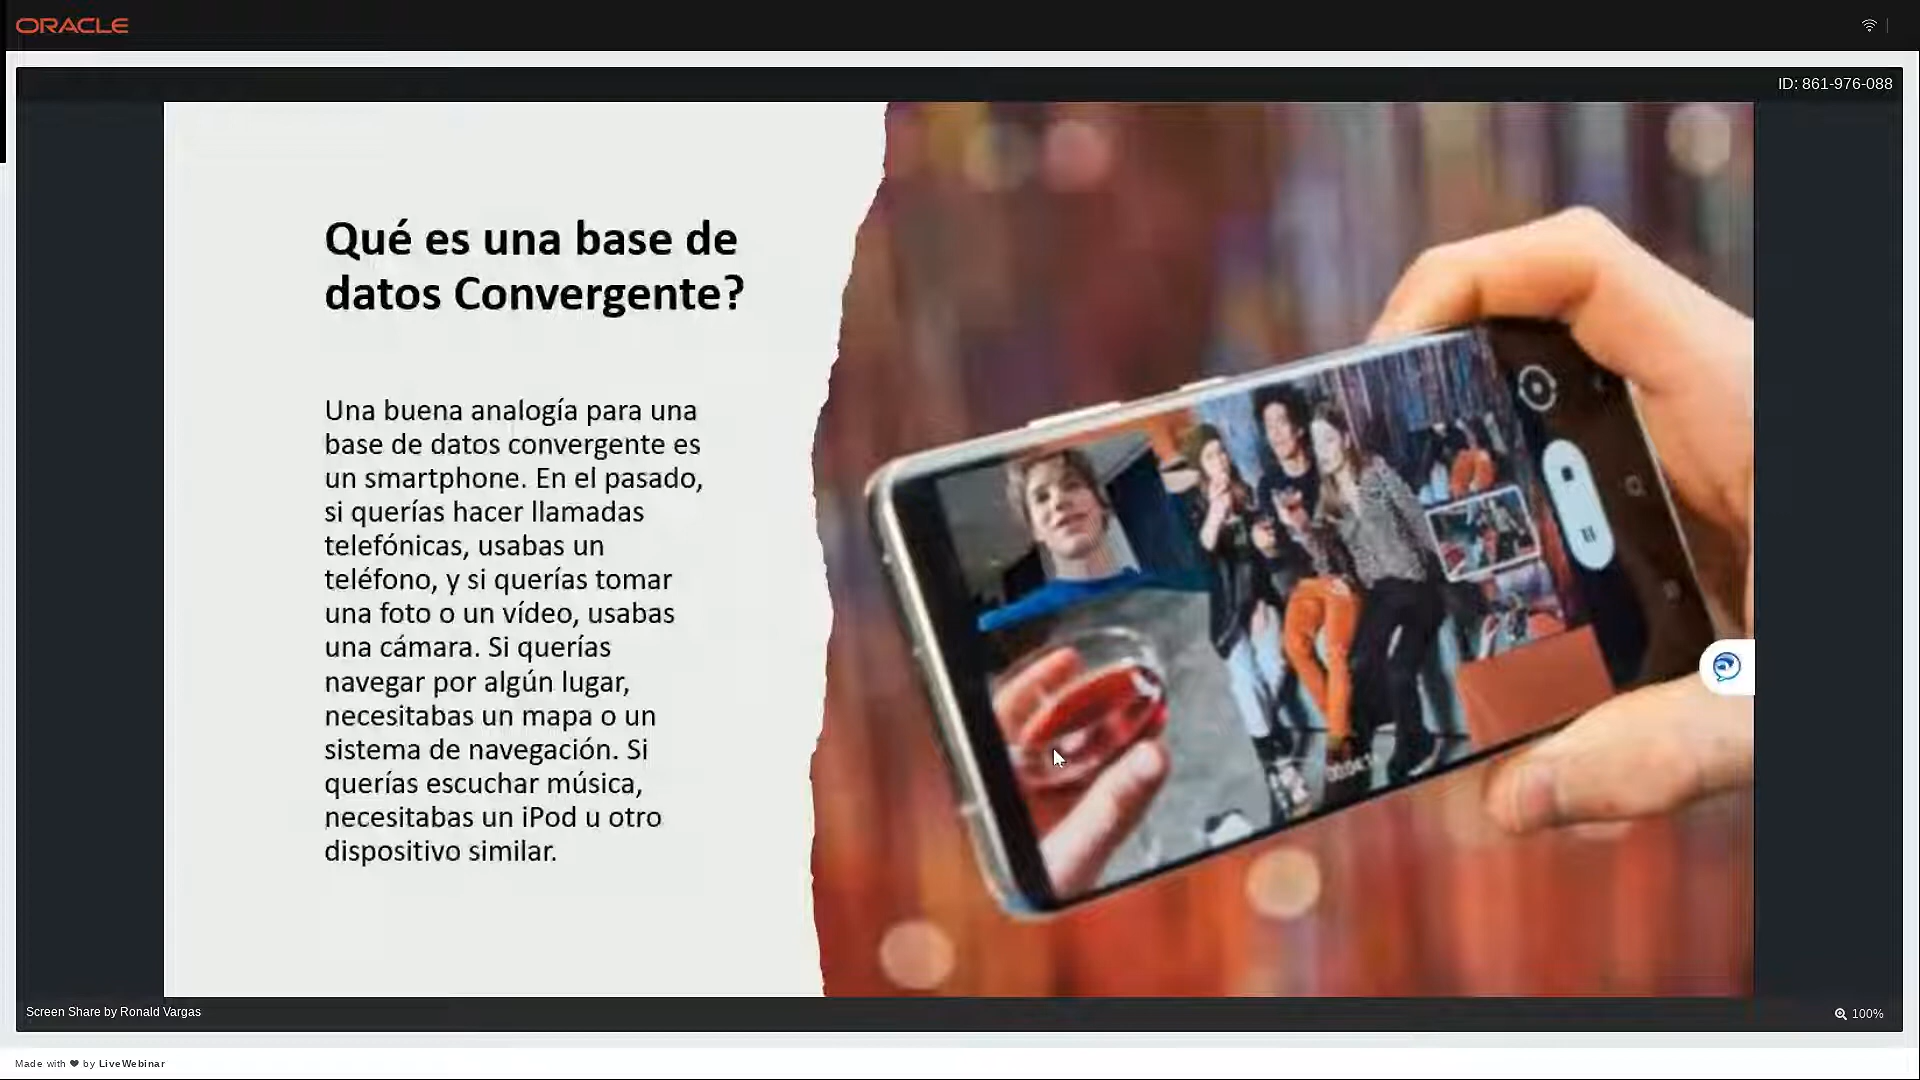 ORACLE
ID: 861-976-088
Qué es una base de
datos Convergente?
Una buena analogía para una
base de datos convergente es
un smartphone. En el pasado,
si querías hacer llamadas
telefónicas, usabas un
teléfono, y si querías tomar
una foto o un vídeo, usabas
una cámara. Si querías
navegar por algún lugar,
necesitabas un mapa o un
sistema de navegación. Si
querías escuchar música,
necesitabas un iPod u otro
dispositivo similar.
Screen Share by Ronald Vargas
100%
Made with ❤ by LiveWebinar